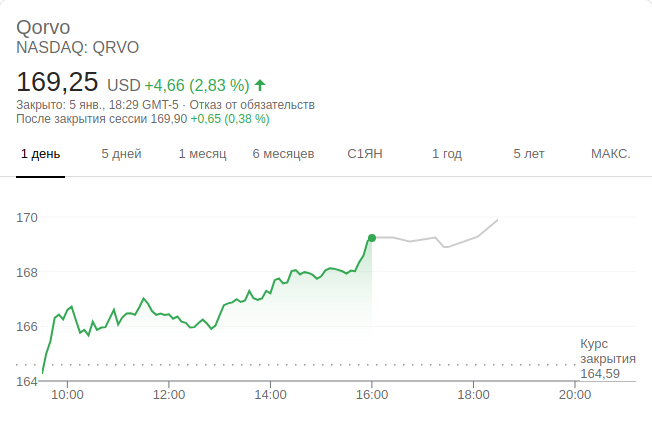 Qorvo
NASDAQ: QRVO
169,25 USD +4,66 (2,83 %)
Закрыто: 5 янв., 18:29 GMT-5 · Отказ от обязательств
После закрытия сессии 169,90 +0,65 (0,38 %)
1 день 5 дней 1 месяц 6 месяцев С1ЯН 1 год 5 лет МАКС.
170
168
166
Курс
закрытия
164,59
164
10:00 12:00 14:00 16:00 18:00 20:00